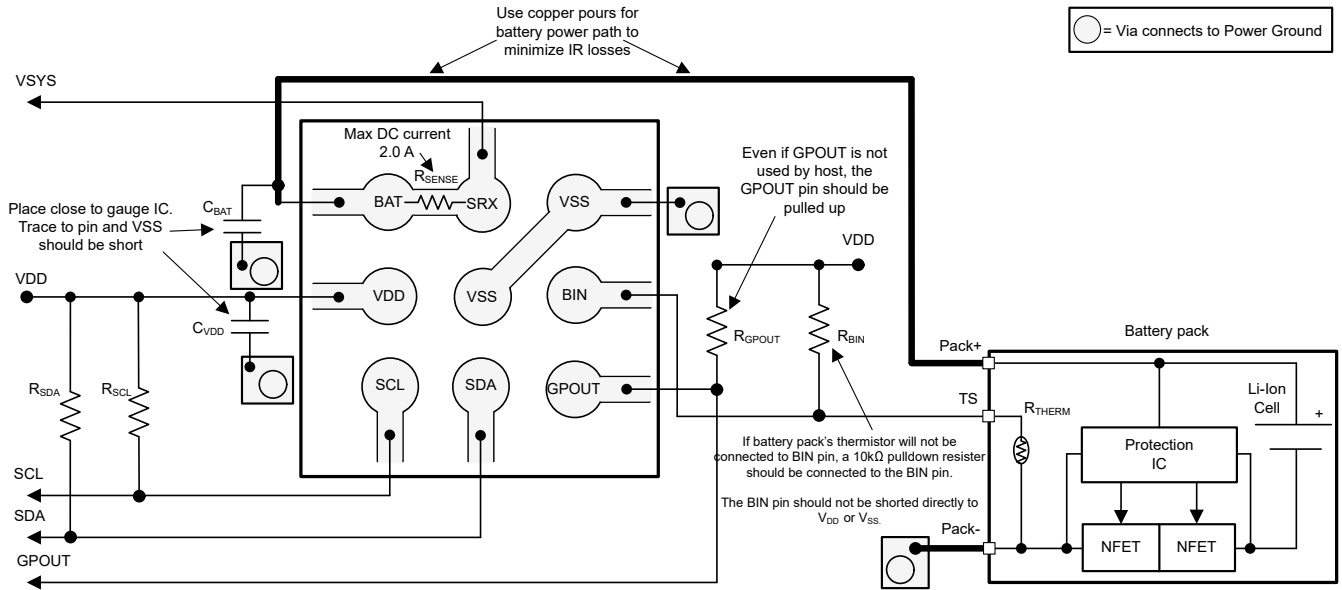 Use copper pours for
battery power path to
minimize IR losses
= Via connects to Power Ground
VSYS
Max DC current
2.0 A
RSENSE
BAT
SRX
VSS
Even if GPOUT is not
used by host, the
GPOUT pin should be
pulled up
Place close to gauge IC.
Trace to pin and VSS
should be short
CBAT
VDD
VDD
CVDD
VDD
VSS
BIN
RGPOUT
RBIN
Battery pack
Pack+
RSDA
RSCL
SCL
SDA
GPOUT
TS
RTHERM
Li-Ion
Cell
+
Protection
IC
If battery pack's thermistor will not be
connected to BIN pin, a 10kΩ pulldown resister
should be connected to the BIN pin.
The BIN pin should not be shorted directly to
VDD or VSS.
SCL
SDA
Pack-
NFET
NFET
GPOUT